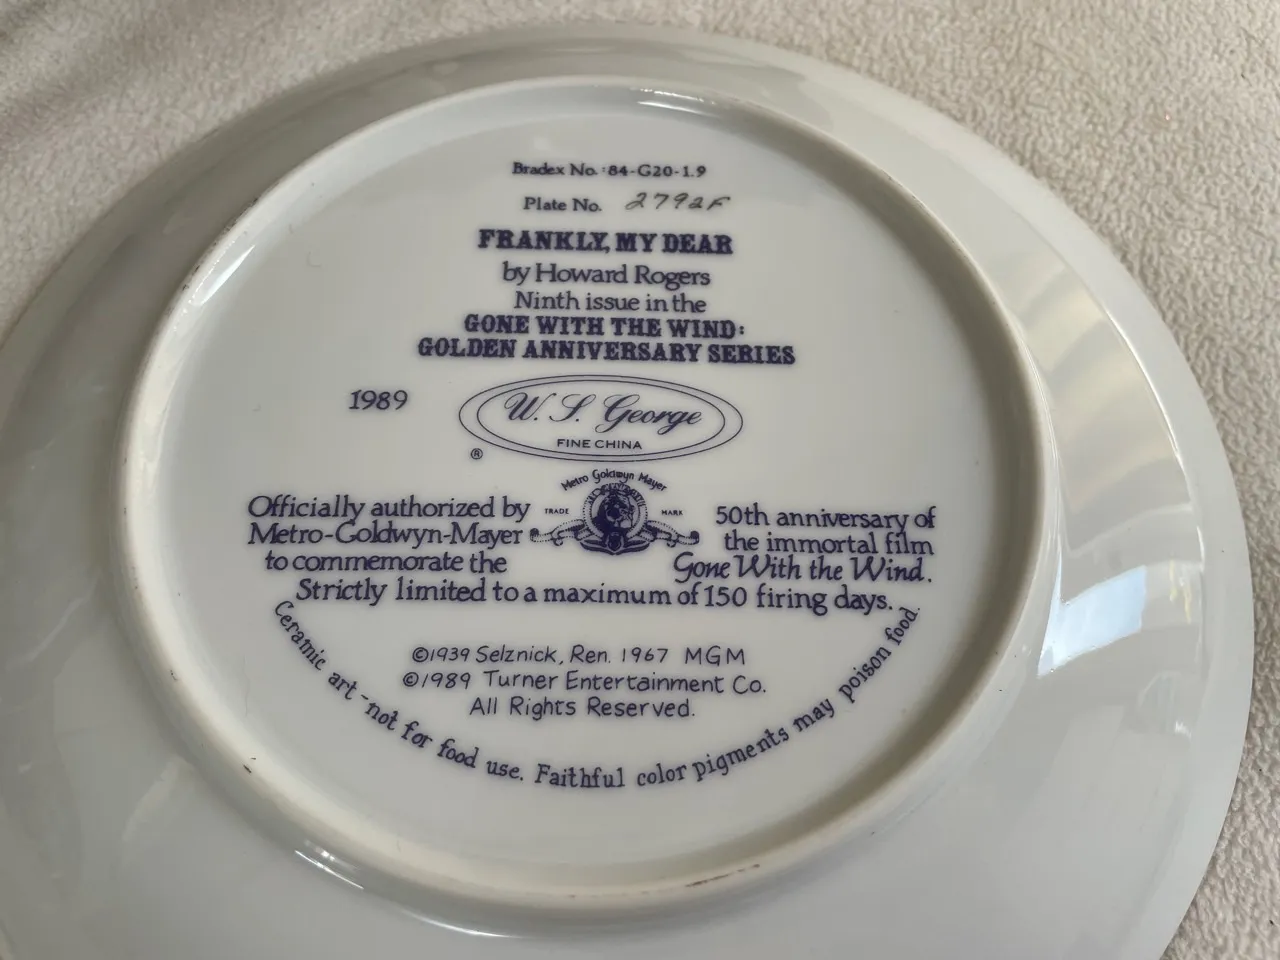 Bradex No.:84-G20-1.9
Plate No. 2792F
FRANKLY, MY DEAR
by Howard Rogers
Ninth issue in the
GONE WITH THE WIND:
GOLDEN ANNIVERSARY SERIES
1989
W. S. George
FINE CHINA
®
Metro Goldwyn Mayer
TRADE MARK
Officially authorized by
Metro-Goldwyn-Mayer
to commemorate the
50th anniversary of
the immortal film
Gone With the Wind.
Strictly limited to a maximum of 150 firing days.
©1939 Selznick, Ren. 1967 MGM
©1989 Turner Entertainment Co.
All Rights Reserved.
Ceramic art-not for food use. Faithful color pigments may poison food.